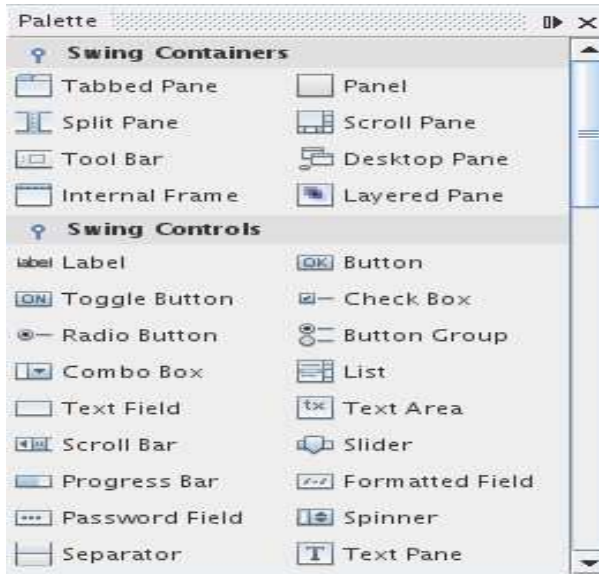 Palette
Swing Containers
Tabbed Pane Panel
Split Pane Scroll Pane
Tool Bar Desktop Pane
Internal Frame Layered Pane
Swing Controls
label Label OK Button
ON Toggle Button Check Box
Radio Button Button Group
Combo Box List
Text Field tx Text Area
Scroll Bar Slider
Progress Bar Formatted Field
Password Field Spinner
Separator T Text Pane